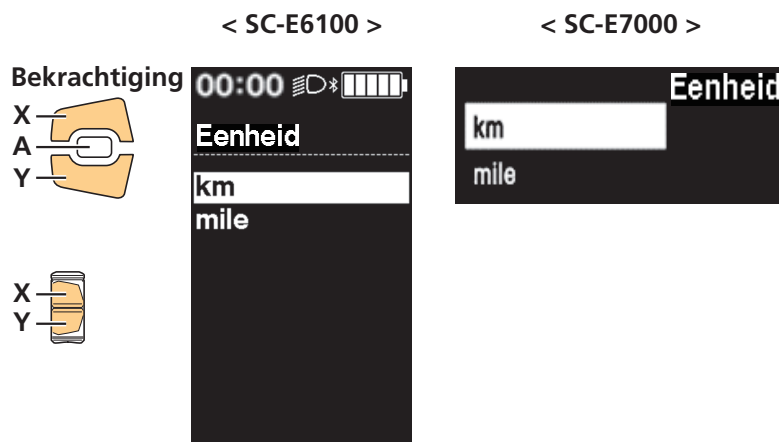 < SC-E6100 >
< SC-E7000 >
Bekrachtiging
X
A
Y
X
Y
00:00
Eenheid
km
mile
Eenheid
km
mile